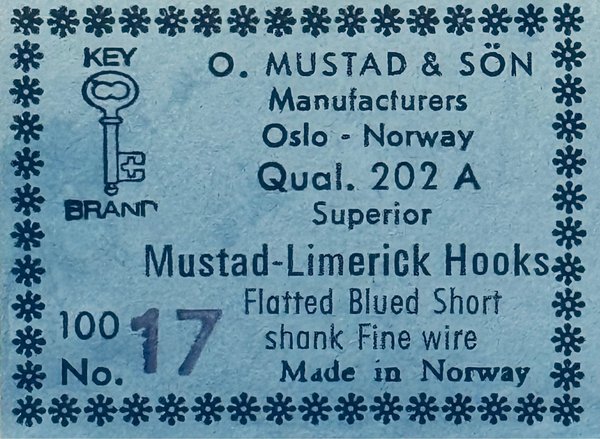 KEY
BRAND
O. MUSTAD & SÖN
Manufacturers
Oslo - Norway
Qual. 202 A
Superior
Mustad-Limerick Hooks
Flatted Blued Short
shank Fine wire
100
No. 17
Made in Norway